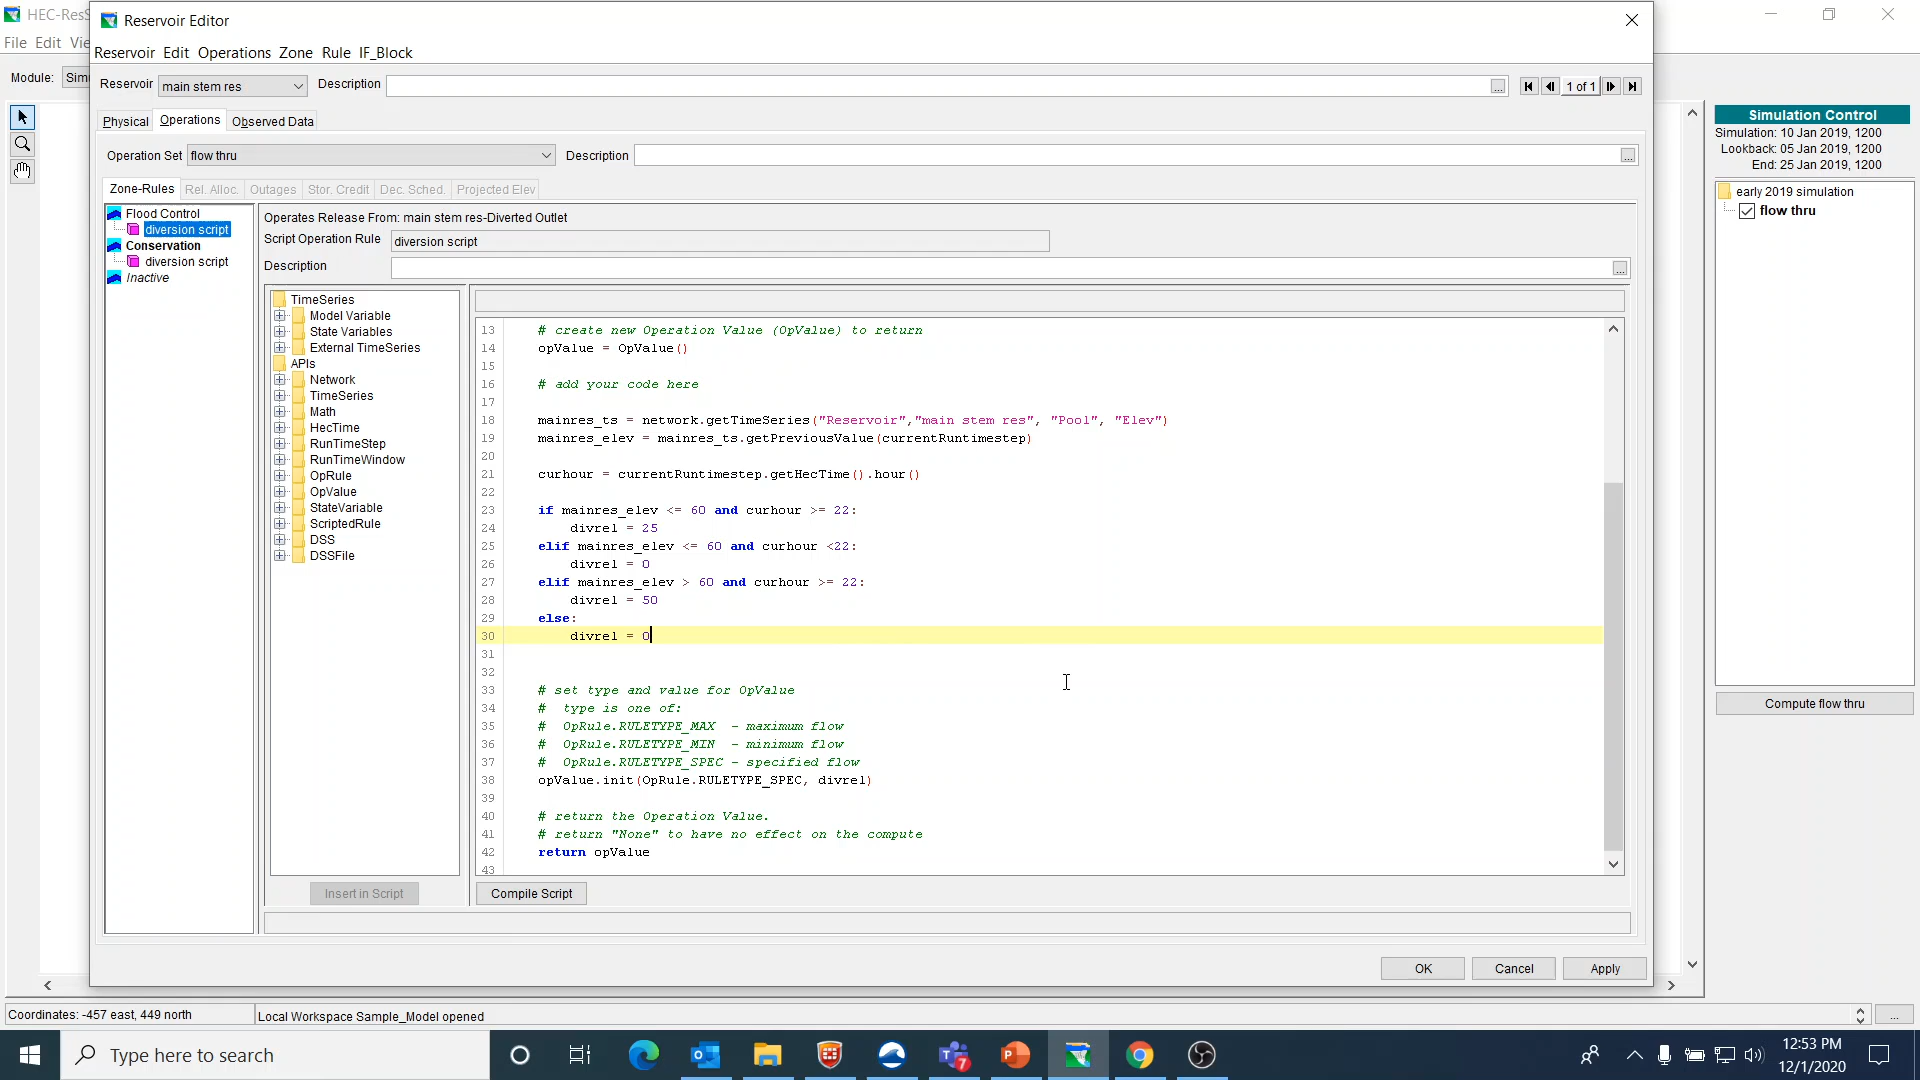 HEC-ResS
Reservoir Editor
File Edit Vie
Reservoir Edit Operations Zone Rule IF_Block
Module: Simu
Reservoir main stem res Description ... 1 of 1
Physical Operations Observed Data
Operation Set flow thru Description ...
Zone-Rules Rel. Alloc. Outages Stor. Credit Dec. Sched. Projected Elev
Flood Control
diversion script
Conservation
diversion script
Inactive
Operates Release From: main stem res-Diverted Outlet
Script Operation Rule diversion script
Description ...
TimeSeries
Model Variable
State Variables
External TimeSeries
APIs
Network
TimeSeries
Math
HecTime
RunTimeStep
RunTimeWindow
OpRule
OpValue
StateVariable
ScriptedRule
DSS
DSSFile
Insert in Script
13 # create new Operation Value (OpValue) to return
14 opValue = OpValue()
15
16 # add your code here
17
18 mainres_ts = network.getTimeSeries("Reservoir","main stem res", "Pool", "Elev")
19 mainres_elev = mainres_ts.getPreviousValue(currentRuntimestep)
20
21 curhour = currentRuntimestep.getHecTime().hour()
22
23 if mainres_elev <= 60 and curhour >= 22:
24 divrel = 25
25 elif mainres_elev <= 60 and curhour <22:
26 divrel = 0
27 elif mainres_elev > 60 and curhour >= 22:
28 divrel = 50
29 else:
30 divrel = 0
31
32
33 # set type and value for OpValue
34 # type is one of:
35 # OpRule.RULETYPE_MAX - maximum flow
36 # OpRule.RULETYPE_MIN - minimum flow
37 # OpRule.RULETYPE_SPEC - specified flow
38 opValue.init(OpRule.RULETYPE_SPEC, divrel)
39
40 # return the Operation Value.
41 # return "None" to have no effect on the compute
42 return opValue
43
Compile Script
OK Cancel Apply
Simulation Control
Simulation: 10 Jan 2019, 1200
Lookback: 05 Jan 2019, 1200
End: 25 Jan 2019, 1200
early 2019 simulation
flow thru
Compute flow thru
Coordinates: -457 east, 449 north Local Workspace Sample_Model opened ...
Type here to search
7
12:53 PM
12/1/2020